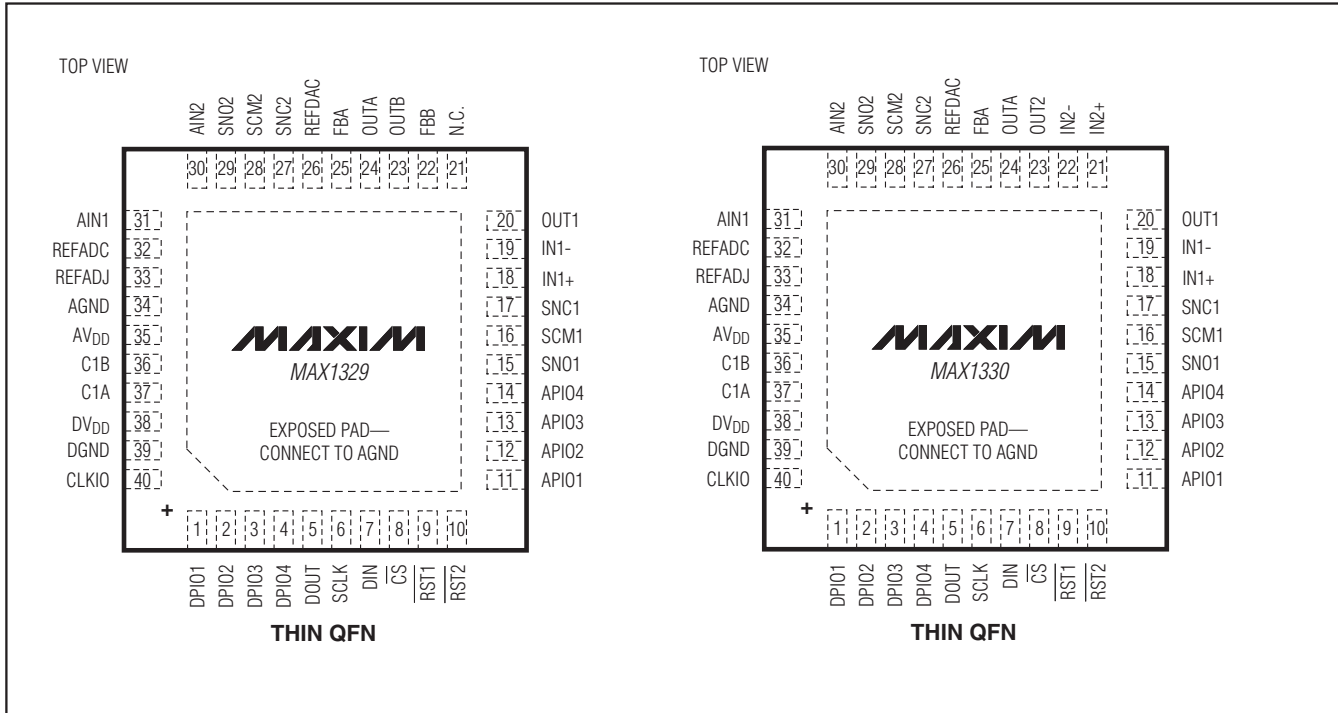 TOP VIEW
AIN2 SNO2 SCM2 SNC2 REFDAC FBA OUTA OUTB FBB N.C.
30 29 28 27 26 25 24 23 22 21
AIN1 31 20 OUT1
REFADC 32 19 IN1-
REFADJ 33 18 IN1+
AGND 34 17 SNC1
AVDD 35 16 SCM1
C1B 36 15 SNO1
C1A 37 14 APIO4
DVDD 38 13 APIO3
DGND 39 12 APIO2
CLKIO 40 11 APIO1
MAXIM
MAX1329
EXPOSED PAD—
CONNECT TO AGND
+
1 2 3 4 5 6 7 8 9 10
DPIO1 DPIO2 DPIO3 DPIO4 DOUT SCLK DIN CS RST1 RST2
THIN QFN
TOP VIEW
AIN2 SNO2 SCM2 SNC2 REFDAC FBA OUTA OUT2 IN2- IN2+
30 29 28 27 26 25 24 23 22 21
AIN1 31 20 OUT1
REFADC 32 19 IN1-
REFADJ 33 18 IN1+
AGND 34 17 SNC1
AVDD 35 16 SCM1
C1B 36 15 SNO1
C1A 37 14 APIO4
DVDD 38 13 APIO3
DGND 39 12 APIO2
CLKIO 40 11 APIO1
MAXIM
MAX1330
EXPOSED PAD—
CONNECT TO AGND
+
1 2 3 4 5 6 7 8 9 10
DPIO1 DPIO2 DPIO3 DPIO4 DOUT SCLK DIN CS RST1 RST2
THIN QFN